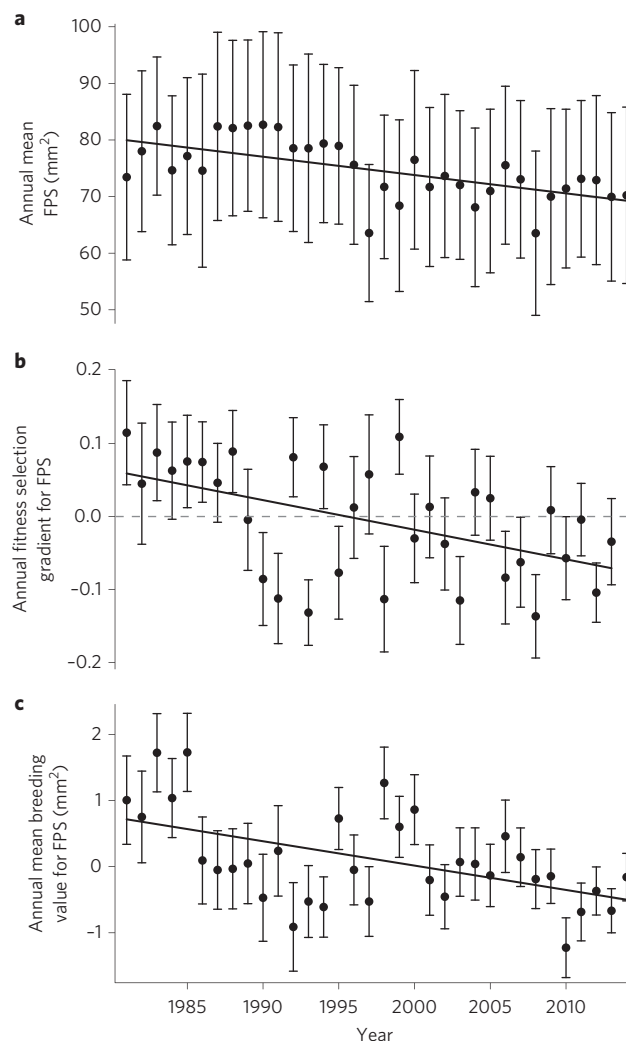 a
100
90
80
70
60
50
Annual mean
FPS (mm²)
b
0.2
0.1
0.0
−0.1
−0.2
Annual fitness selection
gradient for FPS
c
2
1
0
−1
Annual mean breeding
value for FPS (mm²)
1985 1990 1995 2000 2005 2010
Year